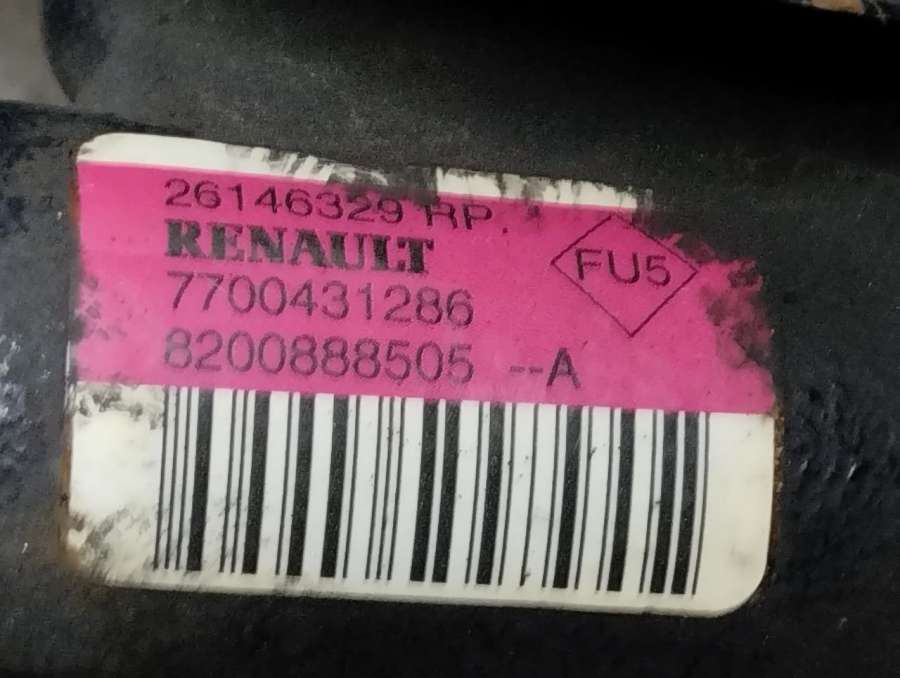 26146329 RP.
RENAULT
FU5
7700431286
8200888505 --A